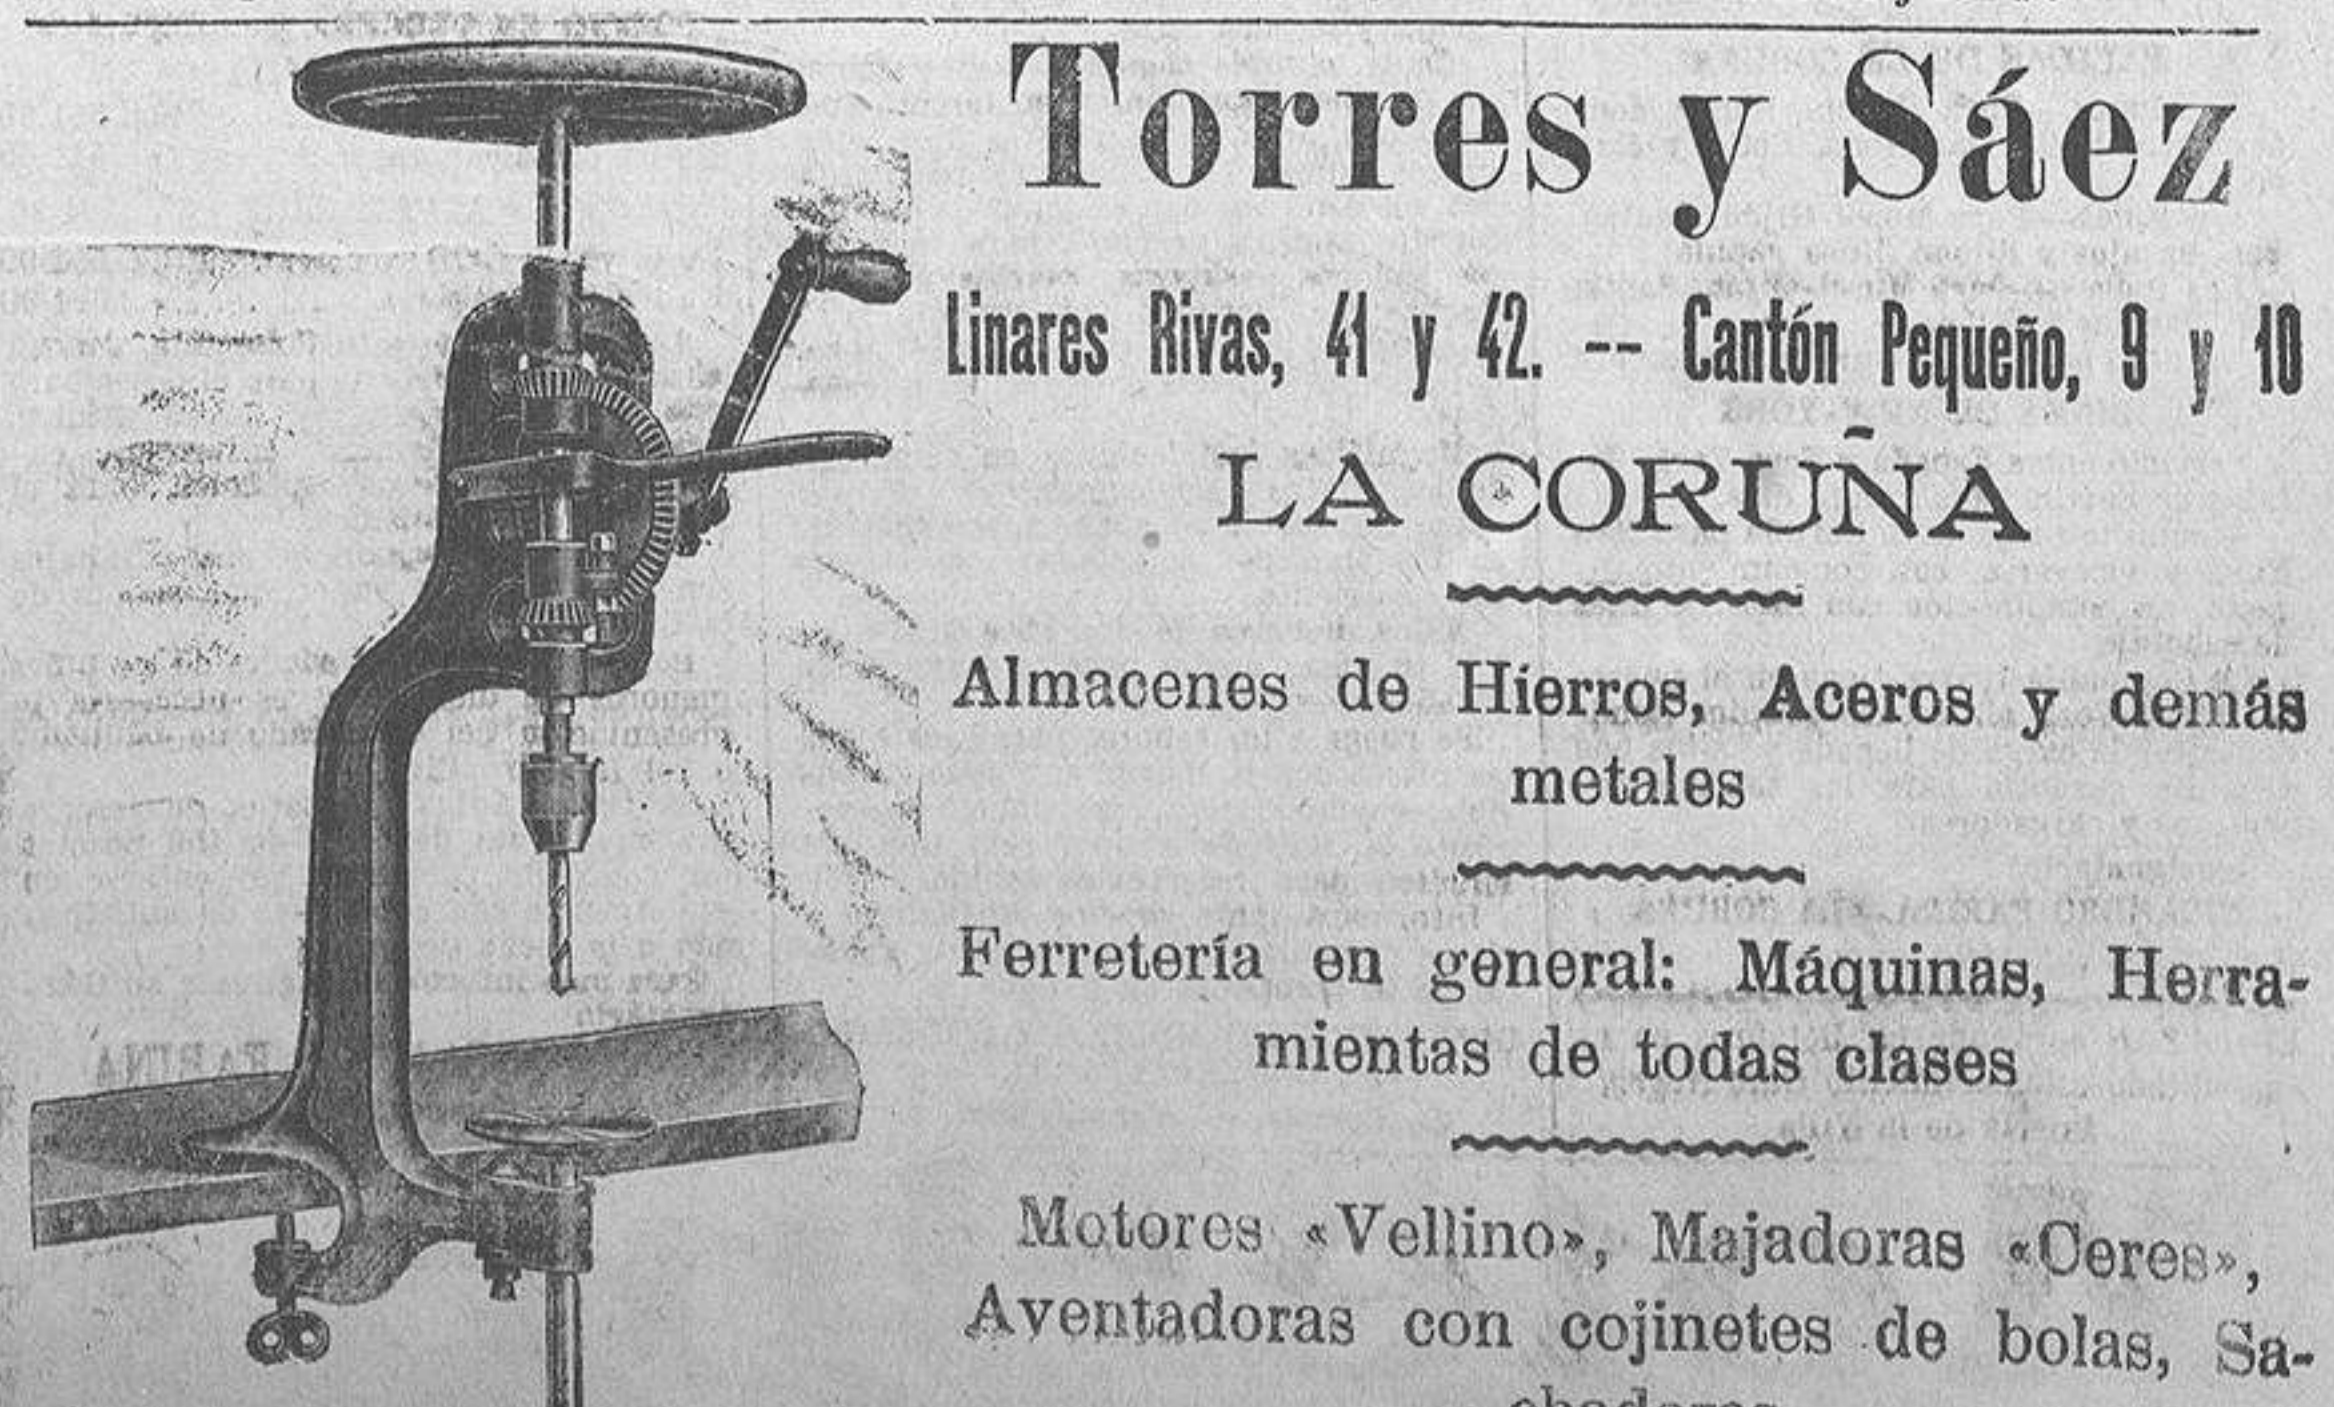 Torres y Sáez
Linares Rivas, 41 y 42. -- Cantón Pequeño, 9 y 10
LA CORUÑA
Almacenes de Hierros, Aceros y demás
metales
Ferretería en general: Máquinas, Herra-
mientas de todas clases
Motores «Vellino», Majadoras «Ceres»,
Aventadoras con cojinetes de bolas, Sa-